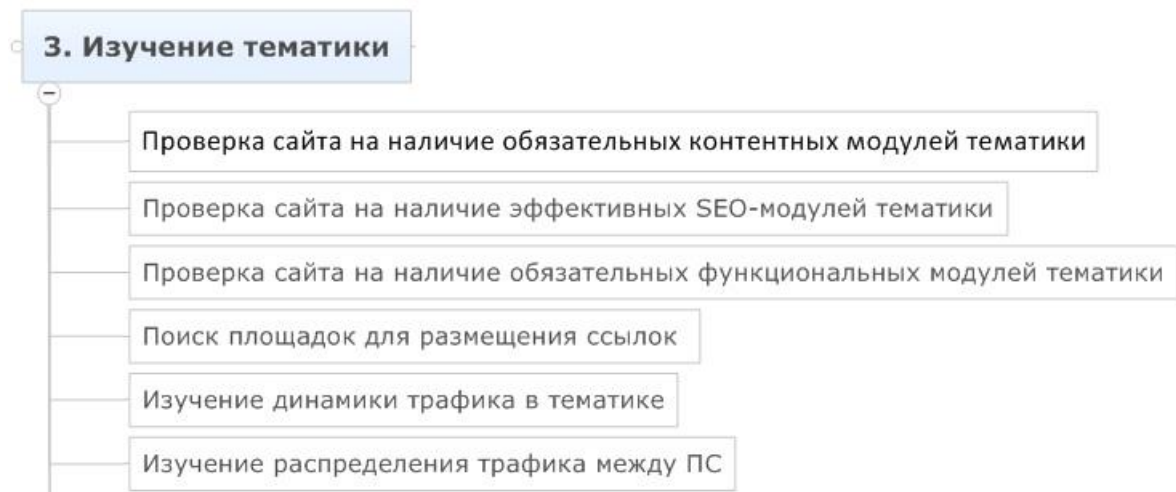 3. Изучение тематики
Проверка сайта на наличие обязательных контентных модулей тематики
Проверка сайта на наличие эффективных SEO-модулей тематики
Проверка сайта на наличие обязательных функциональных модулей тематики
Поиск площадок для размещения ссылок
Изучение динамики трафика в тематике
Изучение распределения трафика между ПС